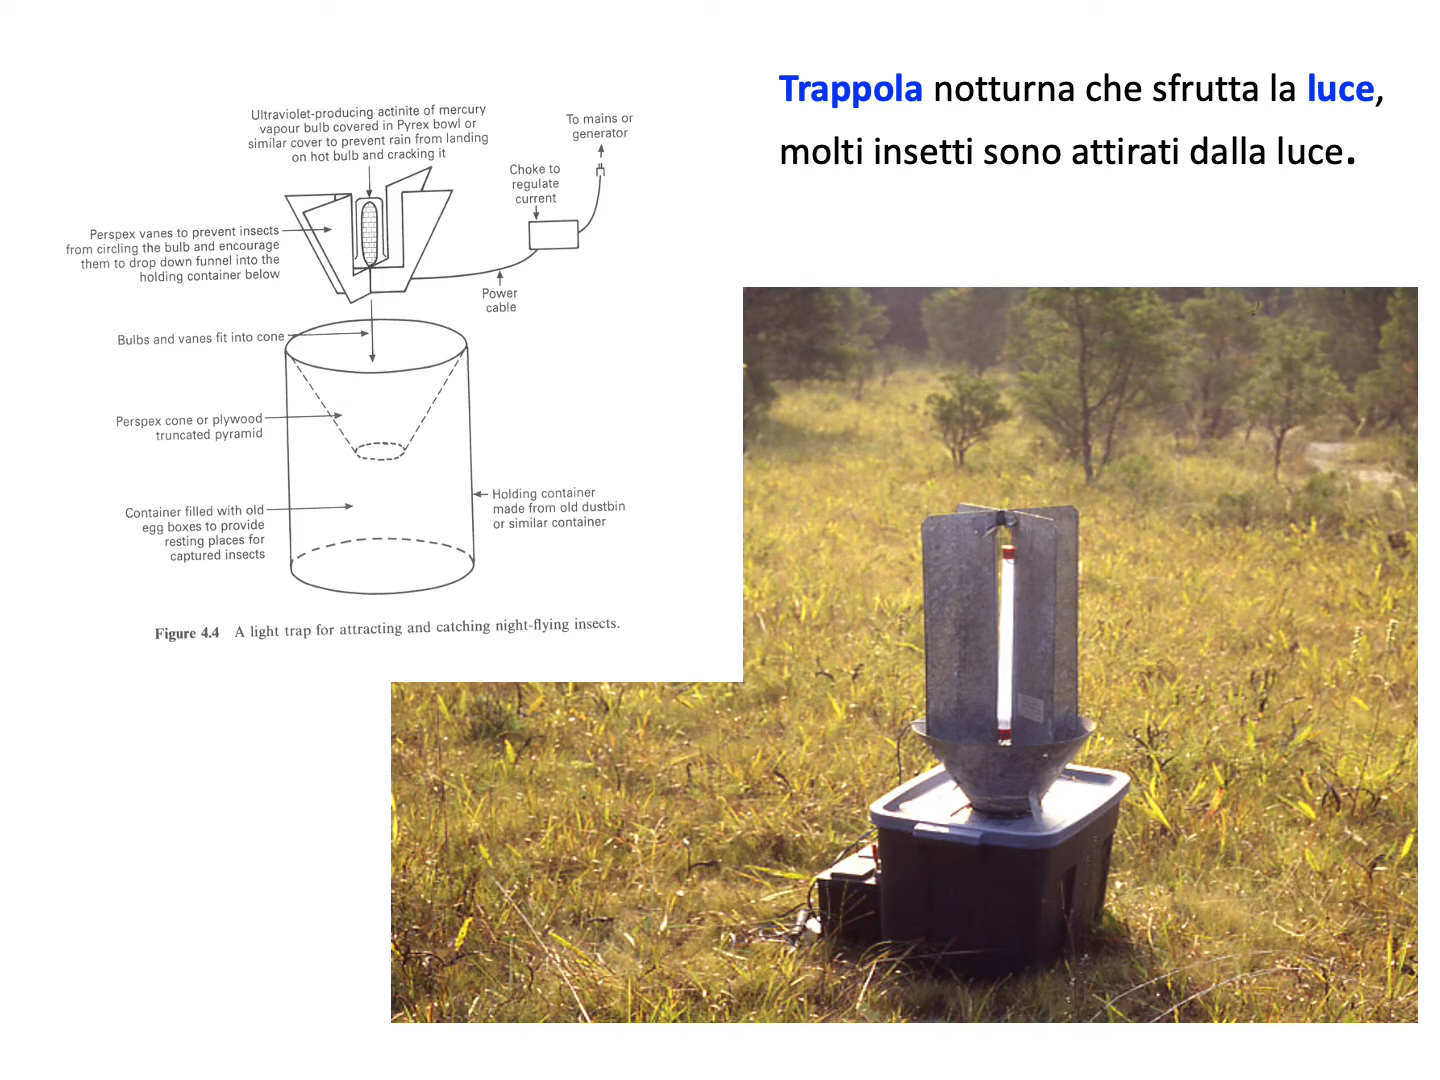 Trappola notturna che sfrutta la luce,
molti insetti sono attirati dalla luce.
Ultraviolet-producing actinite of mercury
vapour bulb covered in Pyrex bowl or
similar cover to prevent rain from landing
on hot bulb and cracking it
To mains or
generator
Choke to
regulate
current
Perspex vanes to prevent insects
from circling the bulb and encourage
them to drop down funnel into the
holding container below
Power
cable
Bulbs and vanes fit into cone
Perspex cone or plywood
truncated pyramid
Container filled with old
egg boxes to provide
resting places for
captured insects
Holding container
made from old dustbin
or similar container
Figure 4.4 A light trap for attracting and catching night-flying insects.